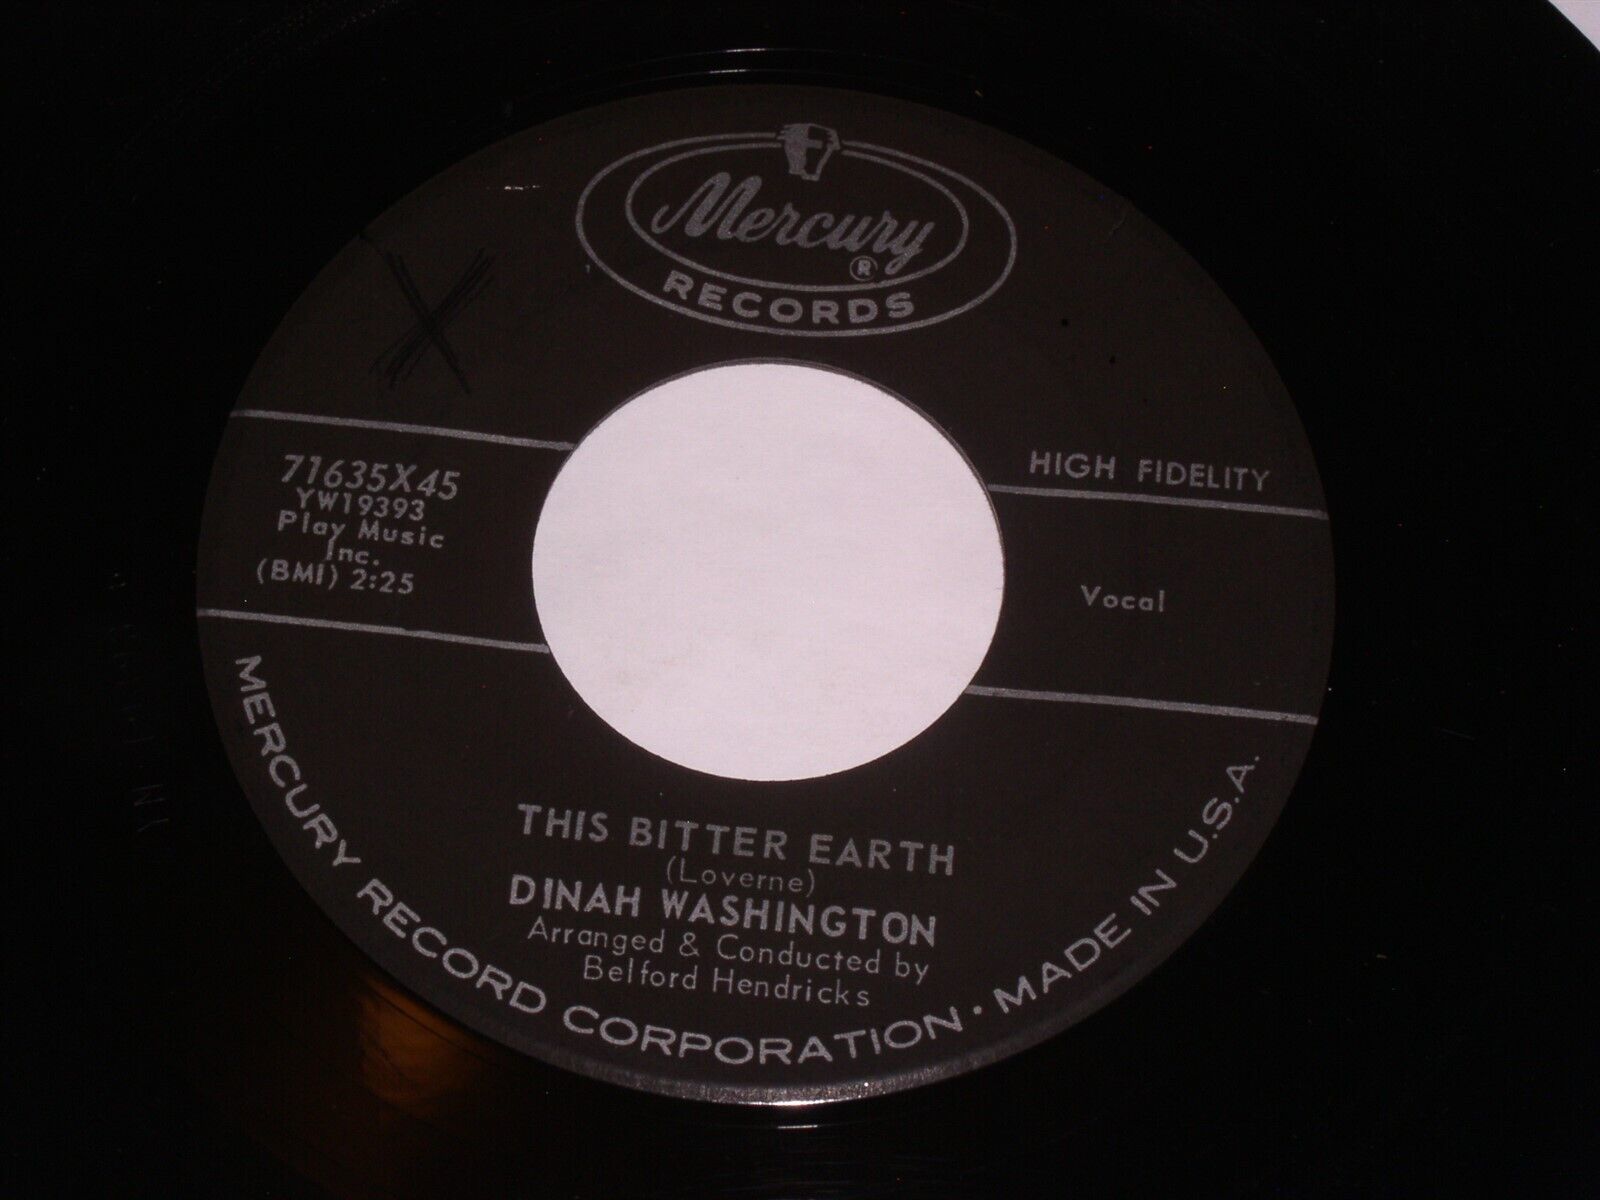 Mercury
®
RECORDS
71635X45
YW19393
Play Music
Inc.
(BMI) 2:25
HIGH FIDELITY
Vocal
THIS BITTER EARTH
(Loverne)
DINAH WASHINGTON
Arranged & Conducted by
Belford Hendricks
MERCURY RECORD CORPORATION • MADE IN U.S.A.